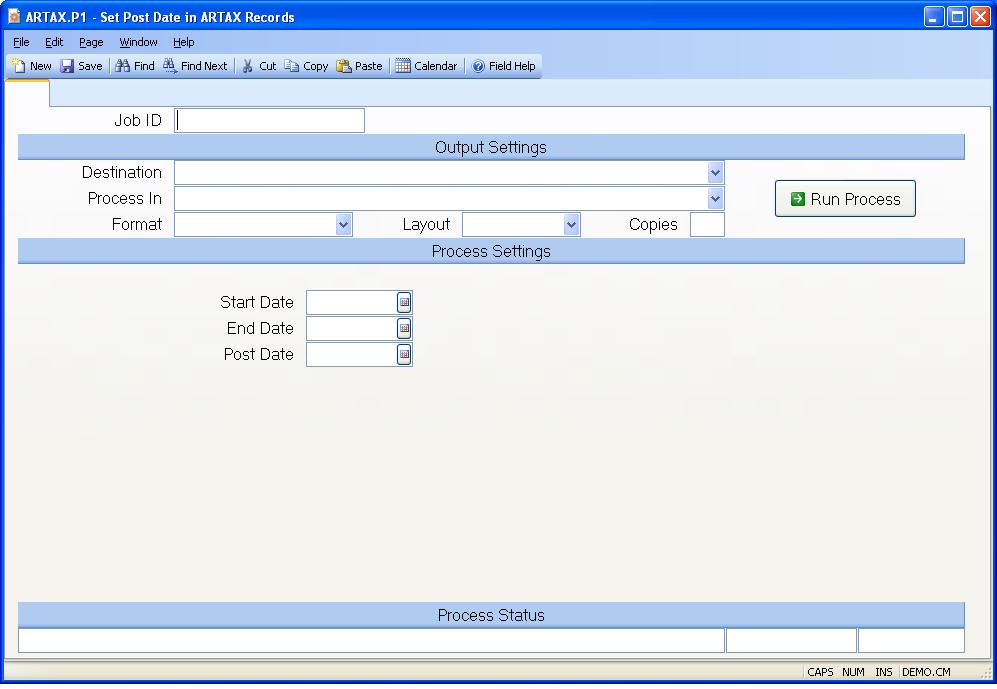 ARTAX.P1 - Set Post Date in ARTAX Records
File Edit Page Window Help
New Save Find Find Next Cut Copy Paste Calendar Field Help
Job ID
Output Settings
Destination
Process In
Run Process
Format Layout Copies
Process Settings
Start Date
End Date
Post Date
Process Status
CAPS NUM INS DEMO.CM